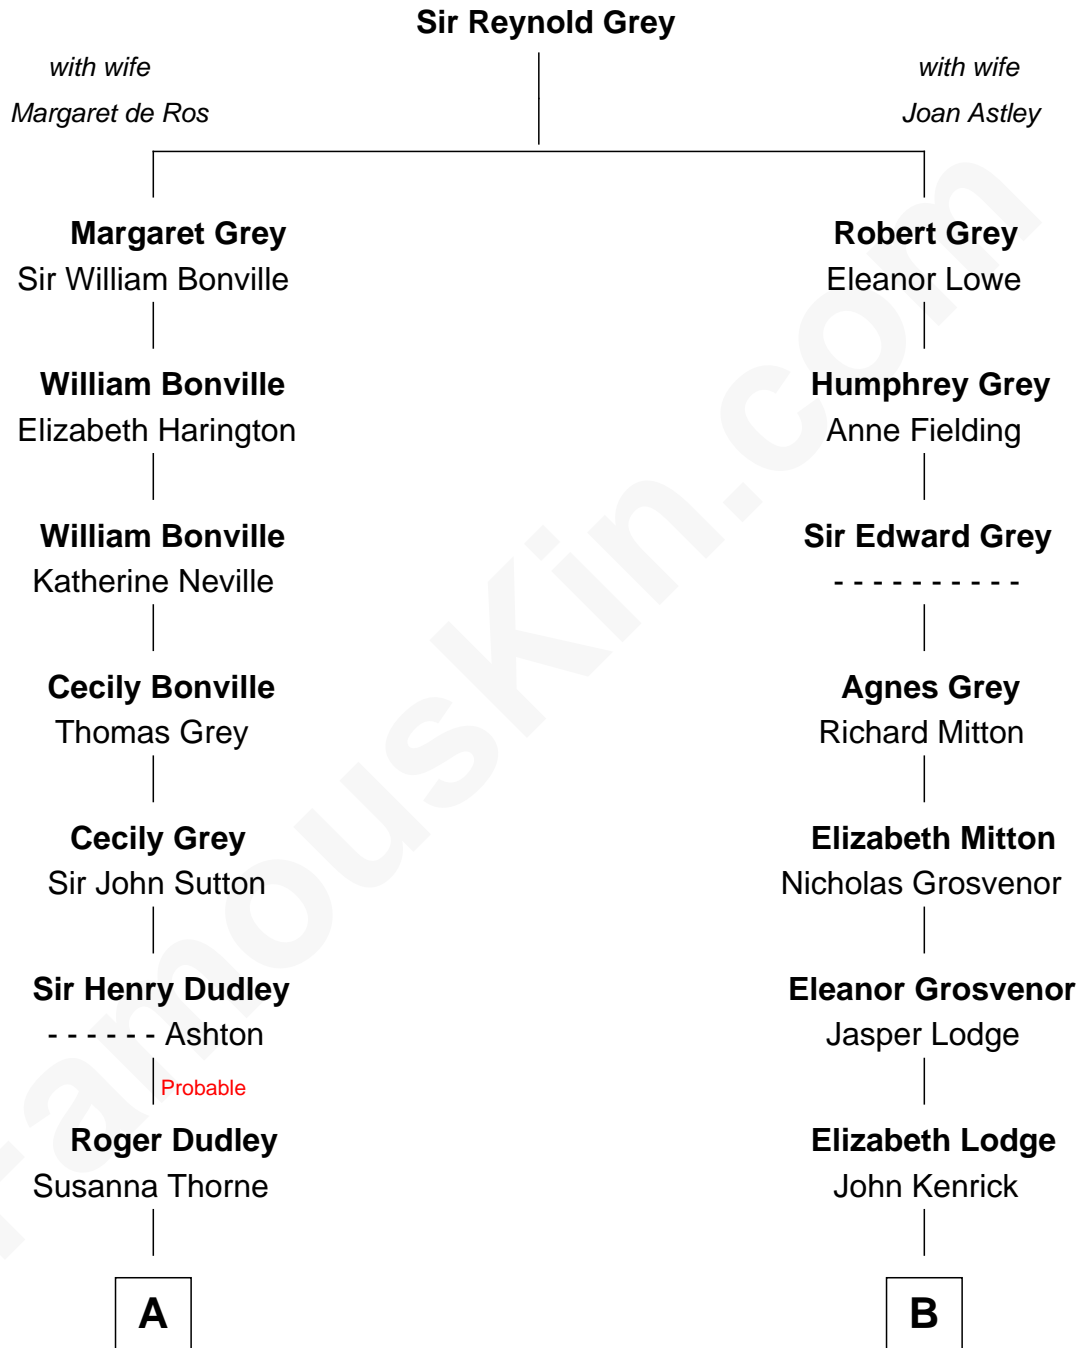 Sir Reynold Grey
with wife
Margaret de Ros
with wife
Joan Astley
Margaret Grey
Sir William Bonville
Robert Grey
Eleanor Lowe
William Bonville
Elizabeth Harington
Humphrey Grey
Anne Fielding
William Bonville
Katherine Neville
Sir Edward Grey
- - - - - - - - - -
Cecily Bonville
Thomas Grey
Agnes Grey
Richard Mitton
Cecily Grey
Sir John Sutton
Elizabeth Mitton
Nicholas Grosvenor
Sir Henry Dudley
- - - - - - Ashton
Eleanor Grosvenor
Jasper Lodge
Probable
Roger Dudley
Susanna Thorne
Elizabeth Lodge
John Kenrick
A
B
FamousKin.com